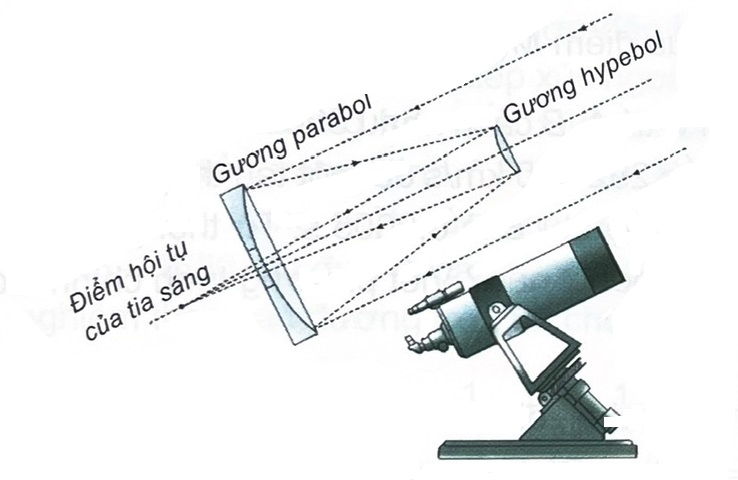 Gương parabol
Gương hypebol
Điểm hội tụ
của tia sáng